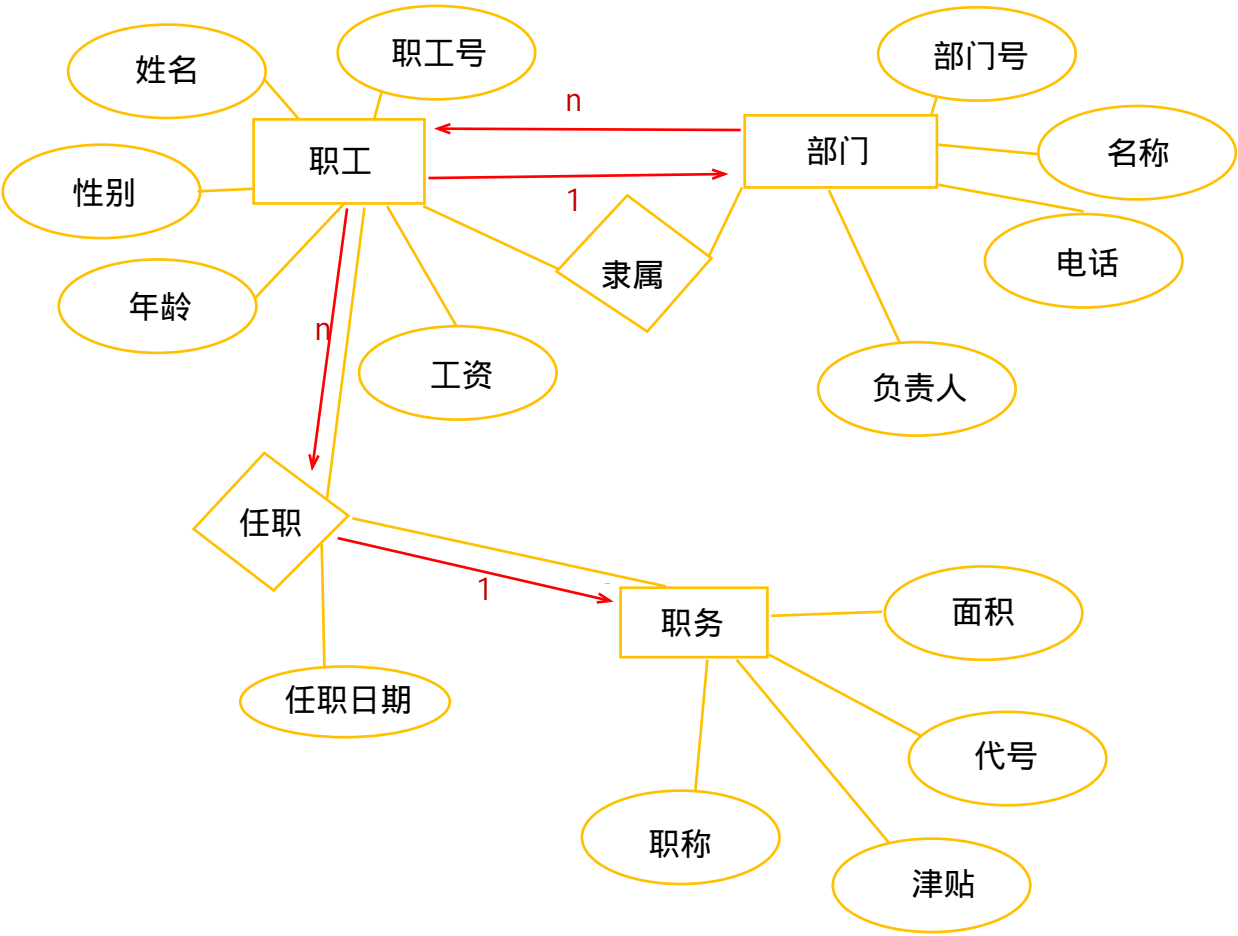 职工号
部门号
姓名
n
部门
名称
职工
性别
1
电话
隶属
年龄
n
工资
负责人
任职
1
职务
面积
任职日期
代号
职称
津贴